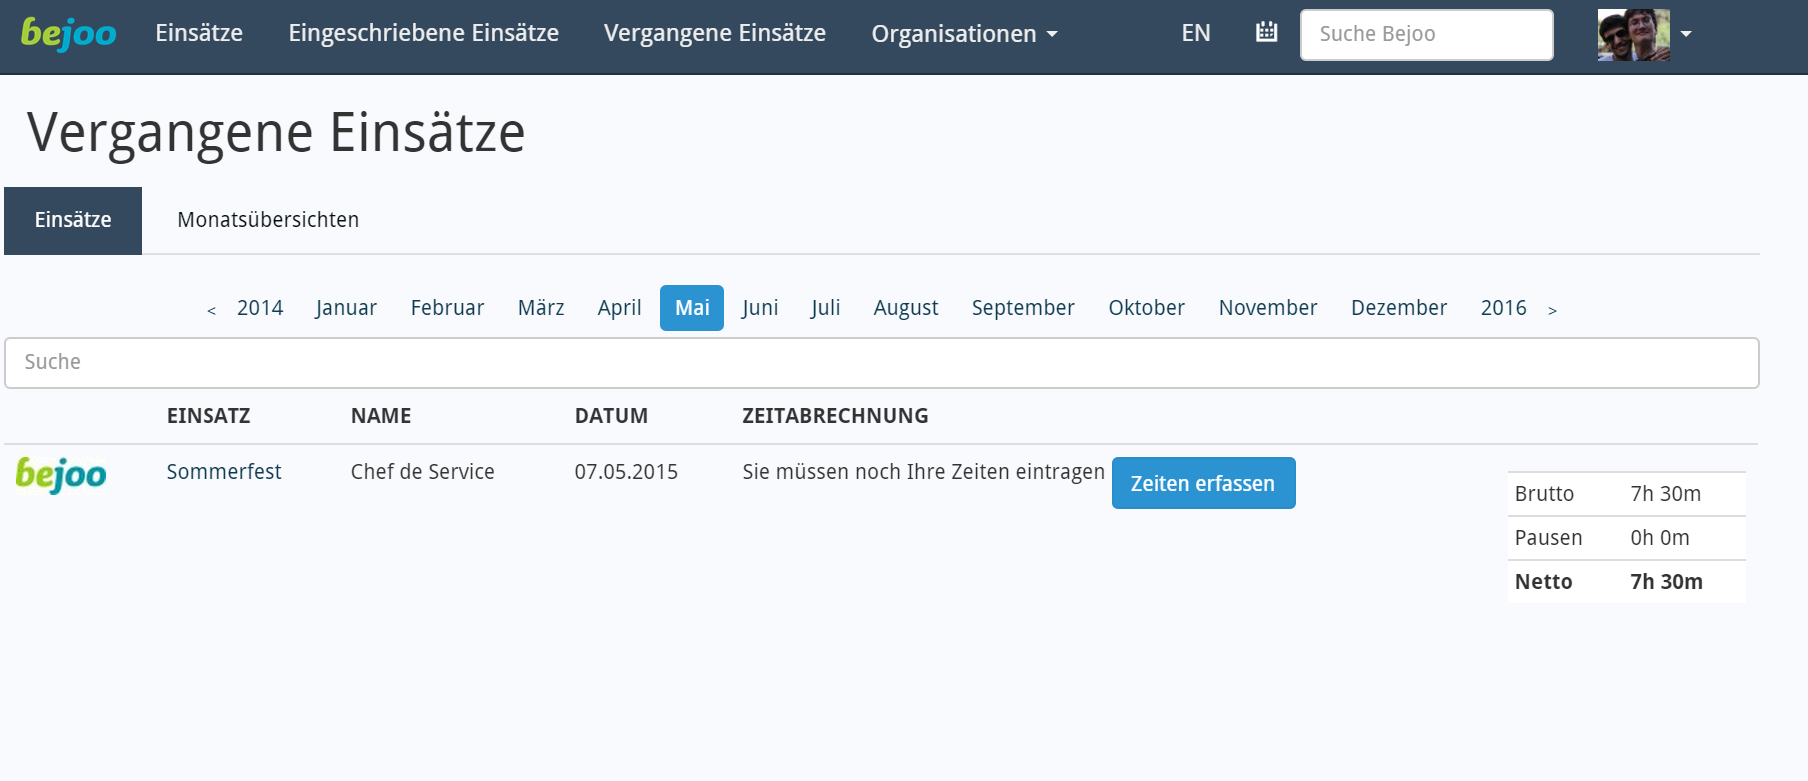 bejoo Einsätze Eingeschriebene Einsätze Vergangene Einsätze Organisationen EN Suche Bejoo
Vergangene Einsätze
Einsätze Monatsübersichten
< 2014 Januar Februar März April Mai Juni Juli August September Oktober November Dezember 2016 >
Suche
EINSATZ NAME DATUM ZEITABRECHNUNG
bejoo Sommerfest Chef de Service 07.05.2015 Sie müssen noch Ihre Zeiten eintragen Zeiten erfassen
Brutto 7h 30m
Pausen 0h 0m
Netto 7h 30m